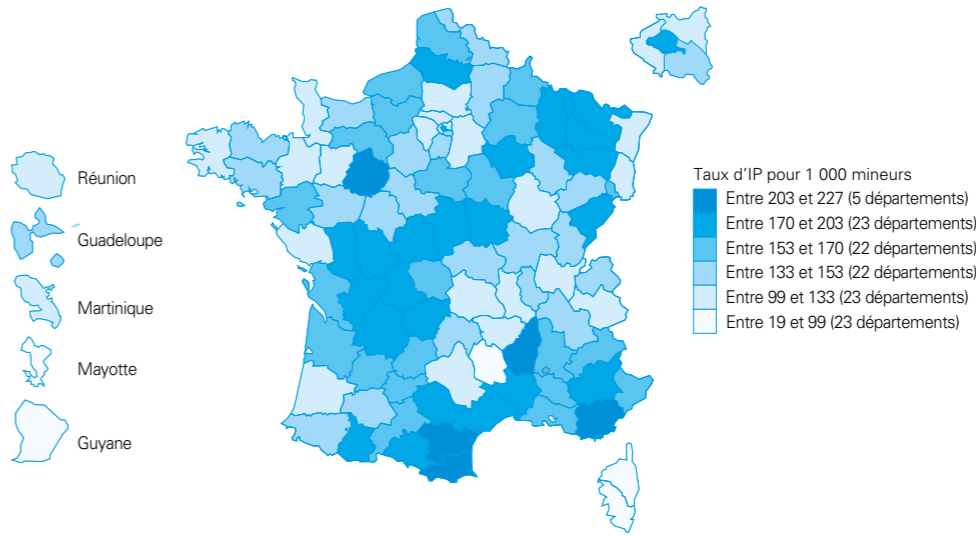 Réunion
Guadeloupe
Martinique
Mayotte
Guyane
Taux d'IP pour 1 000 mineurs
Entre 203 et 227 (5 départements)
Entre 170 et 203 (23 départements)
Entre 153 et 170 (22 départements)
Entre 133 et 153 (22 départements)
Entre 99 et 133 (23 départements)
Entre 19 et 99 (23 départements)